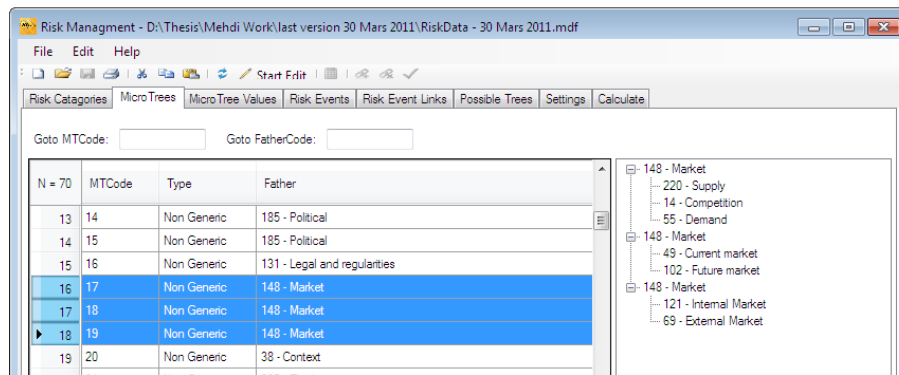 Risk Managment - D:\Thesis\Mehdi Work\last version 30 Mars 2011\RiskData - 30 Mars 2011.mdf
File Edit Help
Start Edit
Risk Catagories MicroTrees MicroTree Values Risk Events Risk Event Links Possible Trees Settings Calculate
Goto MTCode: Goto FatherCode:
N = 70 MTCode Type Father
13 14 Non Generic 185 - Political
14 15 Non Generic 185 - Political
15 16 Non Generic 131 - Legal and regularities
16 17 Non Generic 148 - Market
17 18 Non Generic 148 - Market
18 19 Non Generic 148 - Market
19 20 Non Generic 38 - Context
148 - Market
220 - Supply
14 - Competition
55 - Demand
148 - Market
49 - Current market
102 - Future market
148 - Market
121 - Internal Market
69 - External Market